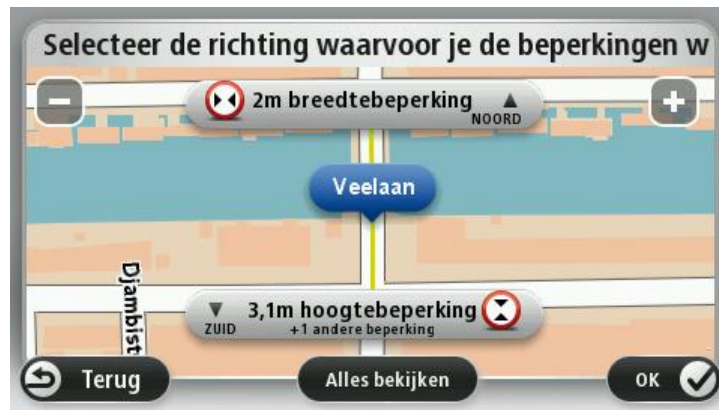 Selecteer de richting waarvoor je de beperkingen w
2m breedtebeperking
NOORD
Veelaan
Djambist
3,1m hoogtebeperking
ZUID
+1 andere beperking
Terug
Alles bekijken
OK